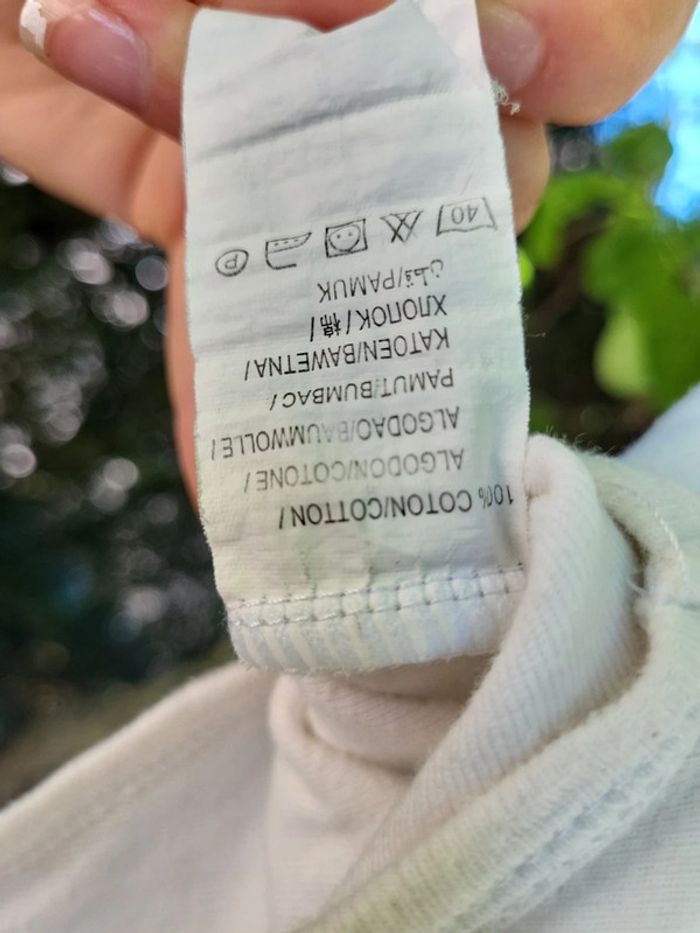 100% COTON/COTTON/
ALGODON/COTONE/
ALGODAO/BAUMWOLLE/
PAMUT/BUMBAC/
KATOEN/BAWETNA/
ХЛОПОК/棉/
قطن/PAMUK
40 P